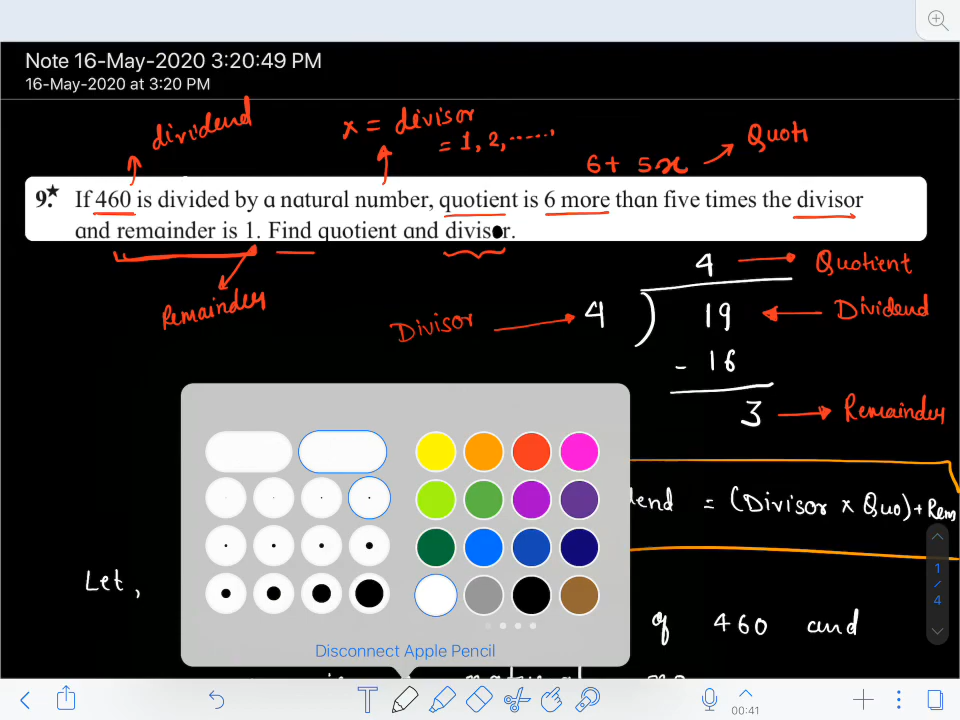 Note 16-May-2020 3:20:49 PM
16-May-2020 at 3:20 PM
dividend
x = divisor
= 1, 2, ......,
6 + 5x → Quoti
9.★ If 460 is divided by a natural number, quotient is 6 more than five times the divisor
and remainder is 1. Find quotient and divisor.
Remainder
4 → Quotient
Divisor → 4 ) 19 ← Dividend
- 16
3 → Remainder
dend = (Divisor x Quo) + Rem
Let,
of 460 and
Disconnect Apple Pencil
1
/
4
T
00:41